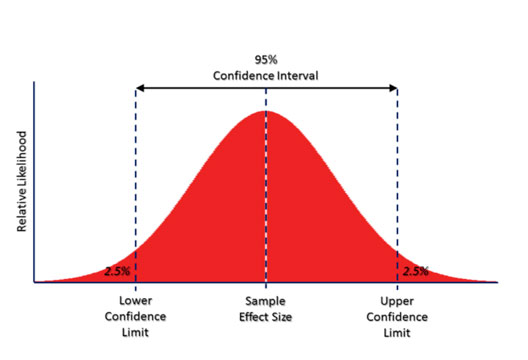 95%
Confidence Interval
Relative Likelihood
2.5%
2.5%
Lower
Confidence
Limit
Sample
Effect Size
Upper
Confidence
Limit